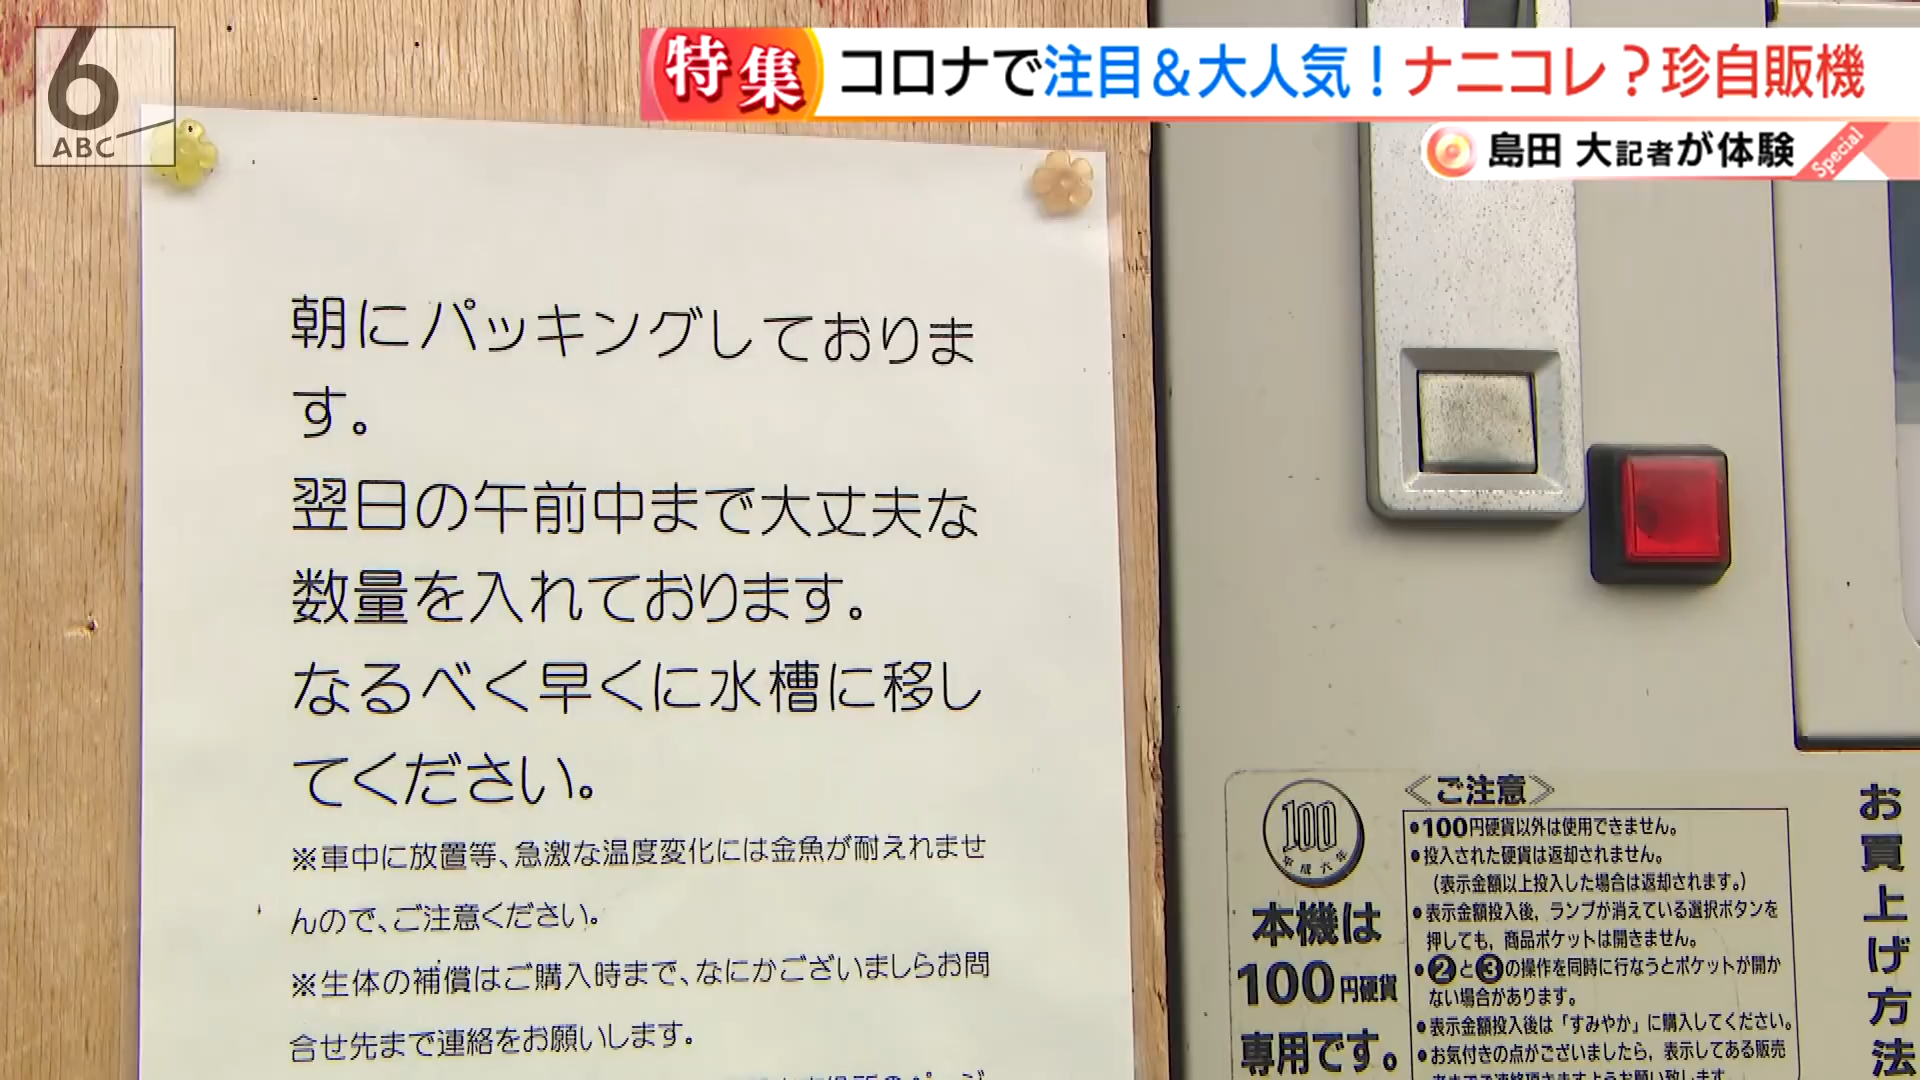 6
ABC
特集
コロナで注目＆大人気！ナニコレ？珍自販機
島田 大記者が体験
Special
朝にパッキングしておりま
す。
翌日の午前中まで大丈夫な
数量を入れております。
なるべく早くに水槽に移し
てください。
※車中に放置等、急激な温度変化には金魚が耐えれませ
んので、ご注意ください。
※生体の補償はご購入時まで、なにかございましらお問
合せ先まで連絡をお願いします。
100
平成六年
本機は
100円硬貨
専用です。
＜ご注意＞
•100円硬貨以外は使用できません。
•投入された硬貨は返却されません。
（表示金額以上投入した場合は返却されます。）
•表示金額投入後，ランプが消えている選択ボタンを
押しても，商品ポケットは開きません。
•❷と❸の操作を同時に行なうとポケットが開か
ない場合があります。
•表示金額投入後は「すみやか」に購入してください。
•お気付きの点がございましたら，表示してある販売
お買上げ方法